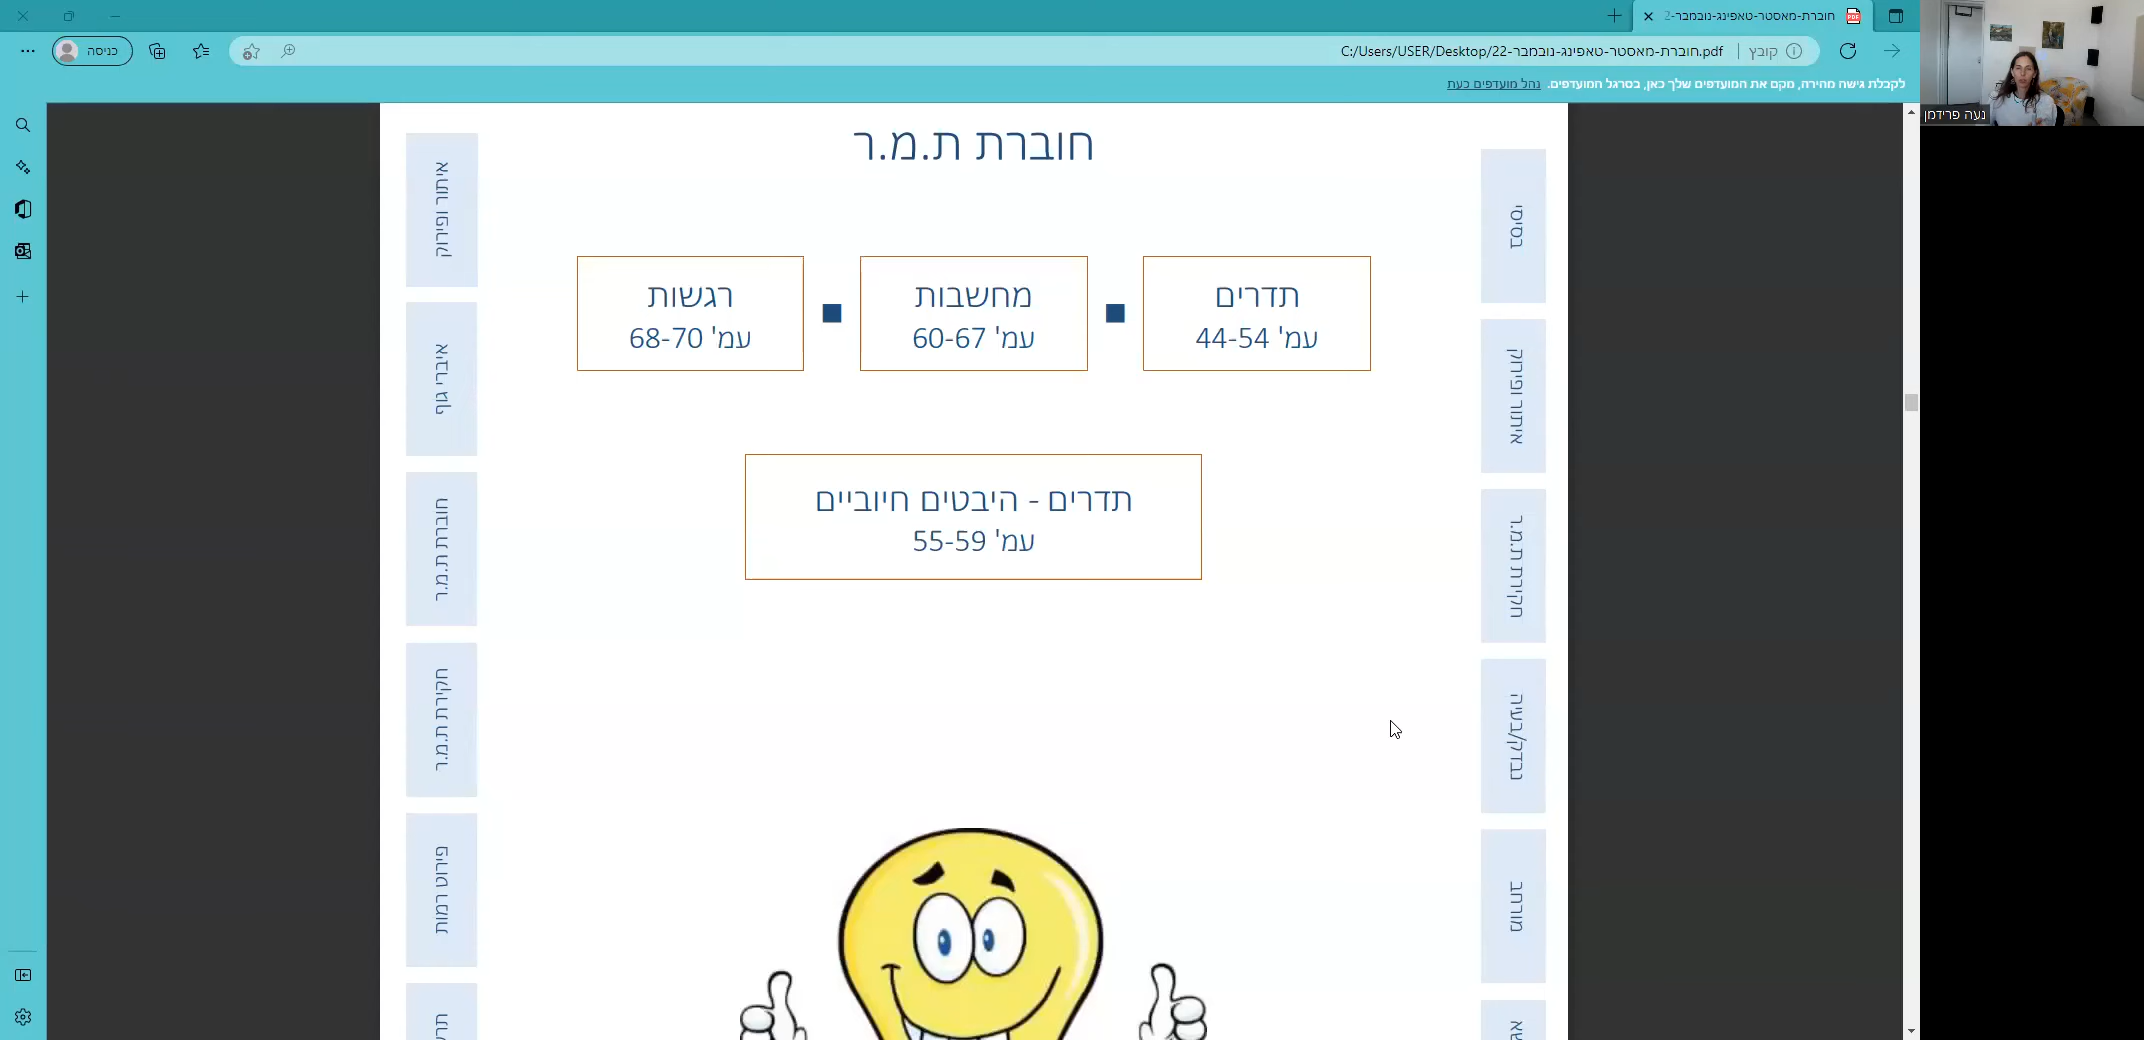 חוברת-מאסטר-טאפינג-נובמבר-2
כניסה
קובץ
C:/Users/USER/Desktop/22-חוברת-מאסטר-טאפינג-נובמבר.pdf
לקבלת גישה מהירה, מקם את המועדפים שלך כאן, בסרגל המועדפים. נהל מועדפים כעת
נעה פרידמן
חוברת ת.מ.ר
תדרים
עמ' 44-54
מחשבות
עמ' 60-67
רגשות
עמ' 68-70
תדרים - היבטים חיוביים
עמ' 55-59
בסיסי
איתור ופירוק
חקירת ת.מ.ר
נבדק/בעיה
מורחב
איתור ופירוק
איברי גוף
חוברת ת.מ.ר
חקירת ת.מ.ר
פירוט רמות